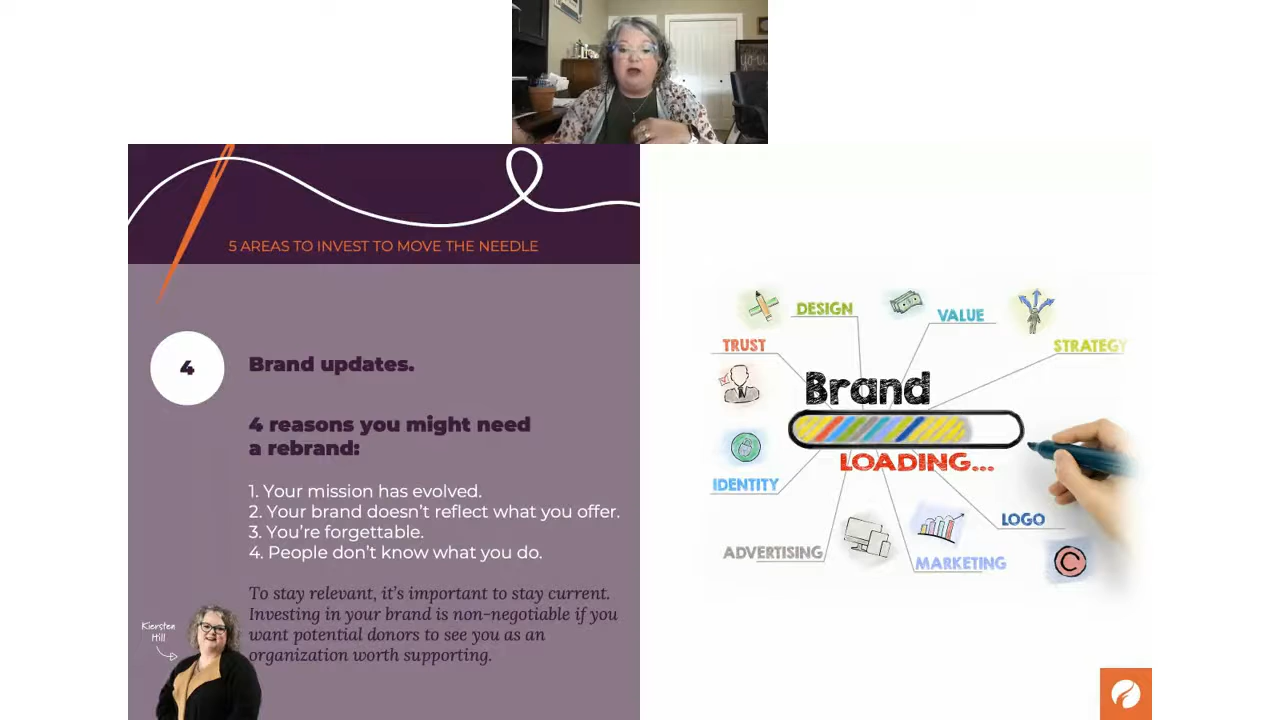 you
5 AREAS TO INVEST TO MOVE THE NEEDLE
4
Brand updates.
4 reasons you might need
a rebrand:
1. Your mission has evolved.
2. Your brand doesn't reflect what you offer.
3. You're forgettable.
4. People don't know what you do.
To stay relevant, it's important to stay current.
Investing in your brand is non-negotiable if you
want potential donors to see you as an
organization worth supporting.
Kiersten
Hill
DESIGN
VALUE
TRUST
STRATEGY
Brand
LOADING...
IDENTITY
LOGO
ADVERTISING
MARKETING
C